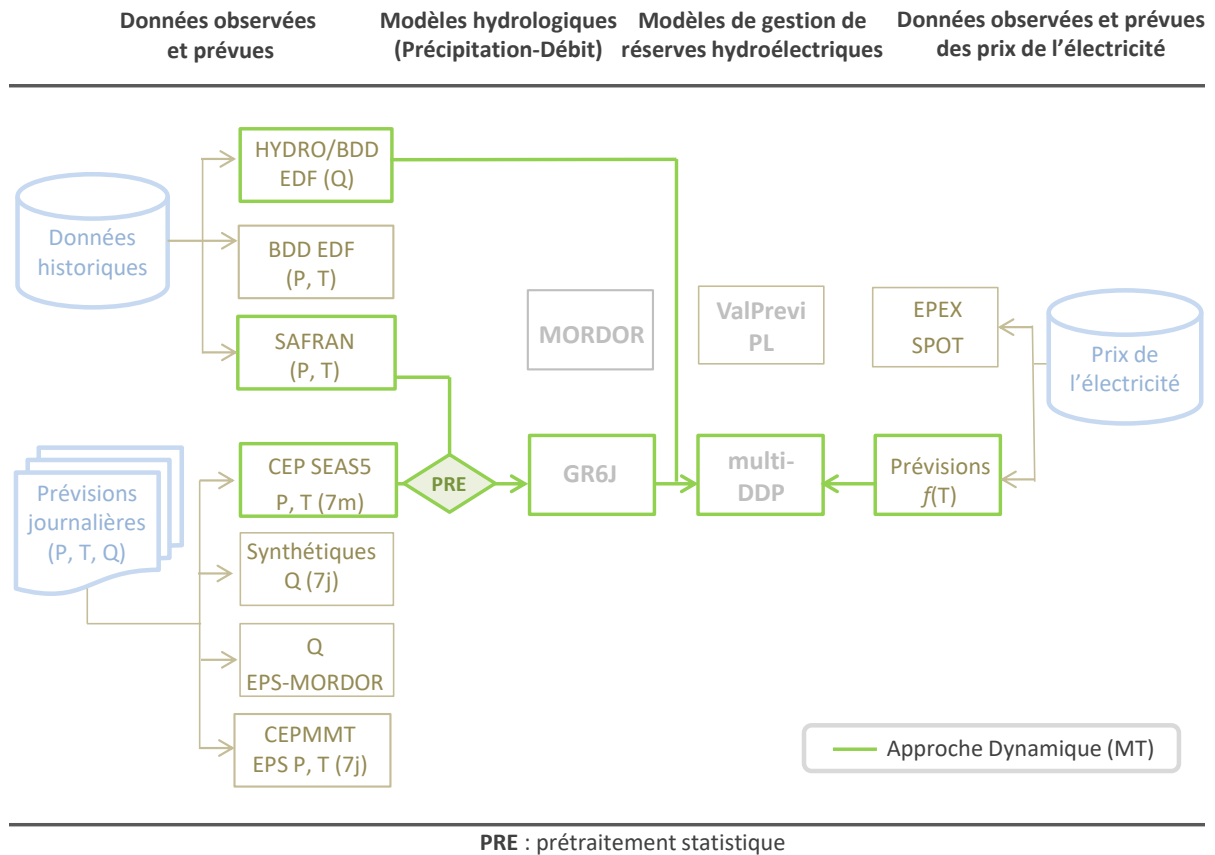 Données observées
et prévues
Modèles hydrologiques
(Précipitation-Débit)
Modèles de gestion de
réserves hydroélectriques
Données observées et prévues
des prix de l'électricité
Données
historiques
HYDRO/BDD
EDF (Q)
BDD EDF
(P, T)
SAFRAN
(P, T)
MORDOR
ValPrevi
PL
EPEX
SPOT
Prix de
l'électricité
Prévisions
journalières
(P, T, Q)
CEP SEAS5
P, T (7m)
PRE
GR6J
multi-
DDP
Prévisions
f(T)
Synthétiques
Q (7j)
Q
EPS-MORDOR
CEPMMT
EPS P, T (7j)
Approche Dynamique (MT)
PRE : prétraitement statistique